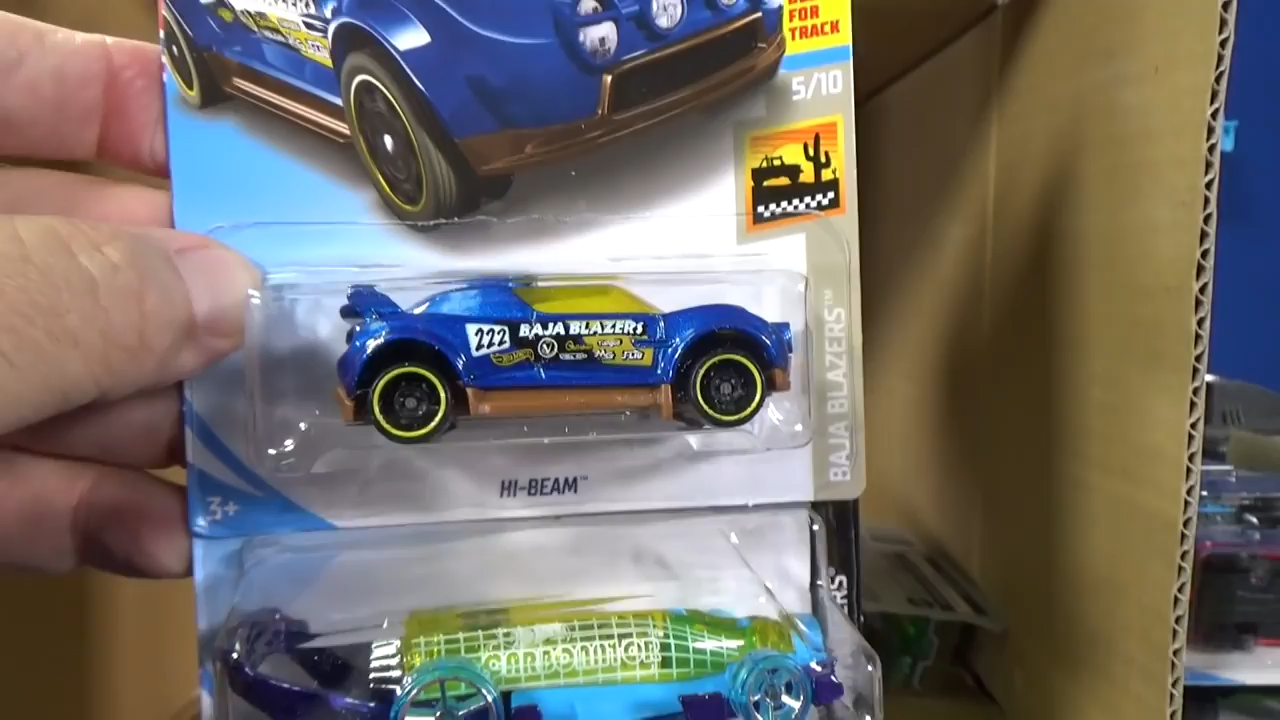 FOR
TRACK
5/10
222
BAJA BLAZERS
BAJA BLAZERS™
HI-BEAM™
3+
CARBONATOR